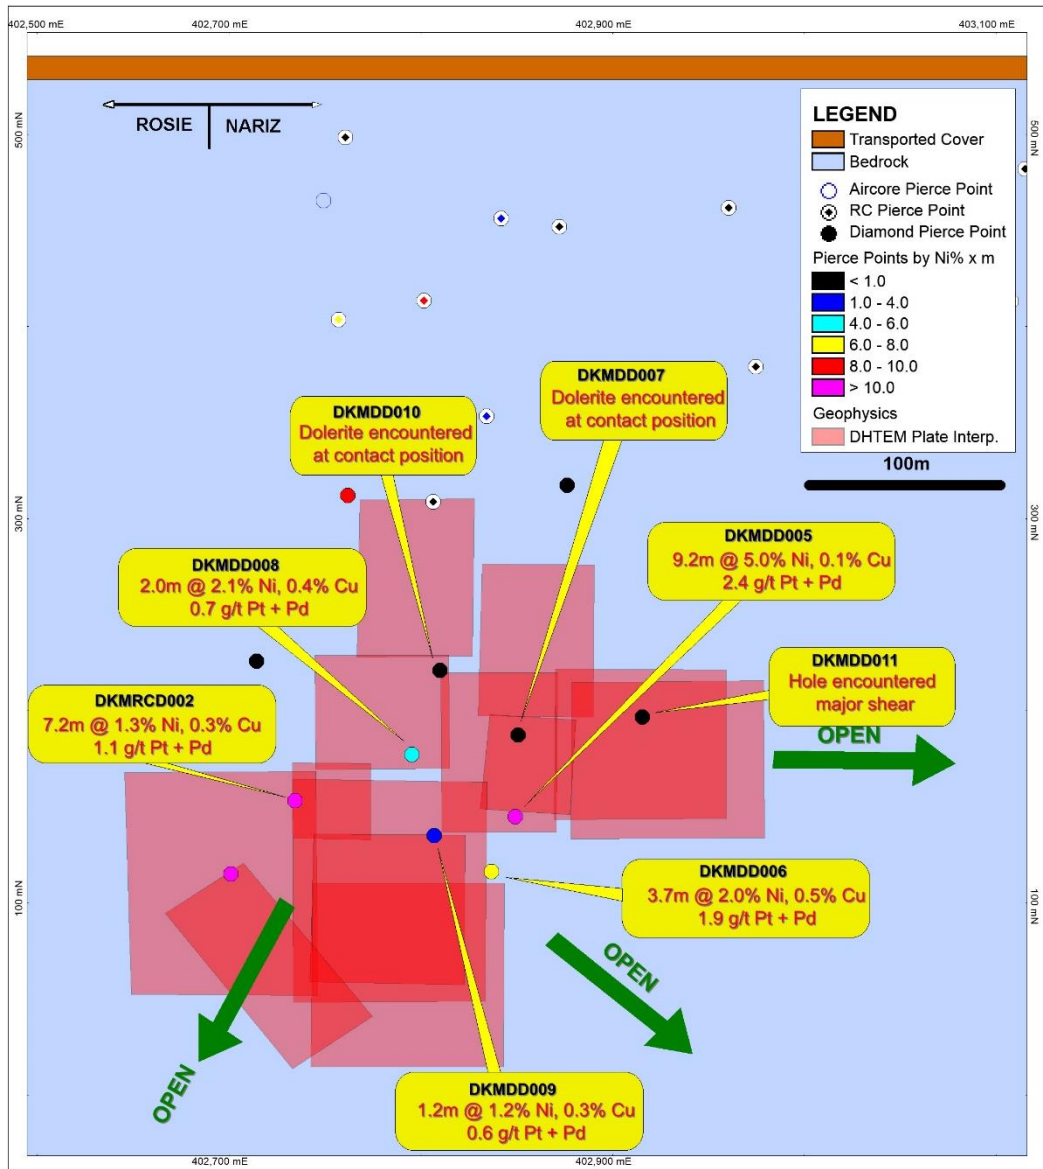 402,500 mE
402,700 mE
402,900 mE
403,100 mE
ROSIE
NARIZ
500 mN
500 mN
LEGEND
Transported Cover
Bedrock
Aircore Pierce Point
RC Pierce Point
Diamond Pierce Point
Pierce Points by Ni% x m
< 1.0
1.0 - 4.0
4.0 - 6.0
6.0 - 8.0
8.0 - 10.0
> 10.0
Geophysics
DHTEM Plate Interp.
100m
DKMDD007
Dolerite encountered
at contact position
DKMDD010
Dolerite encountered
at contact position
300 mN
300 mN
DKMDD005
9.2m @ 5.0% Ni, 0.1% Cu
2.4 g/t Pt + Pd
DKMDD008
2.0m @ 2.1% Ni, 0.4% Cu
0.7 g/t Pt + Pd
DKMDD011
Hole encountered
major shear
DKMRCD002
7.2m @ 1.3% Ni, 0.3% Cu
1.1 g/t Pt + Pd
OPEN
DKMDD006
3.7m @ 2.0% Ni, 0.5% Cu
1.9 g/t Pt + Pd
100 mN
100 mN
OPEN
OPEN
DKMDD009
1.2m @ 1.2% Ni, 0.3% Cu
0.6 g/t Pt + Pd
402,700 mE
402,900 mE